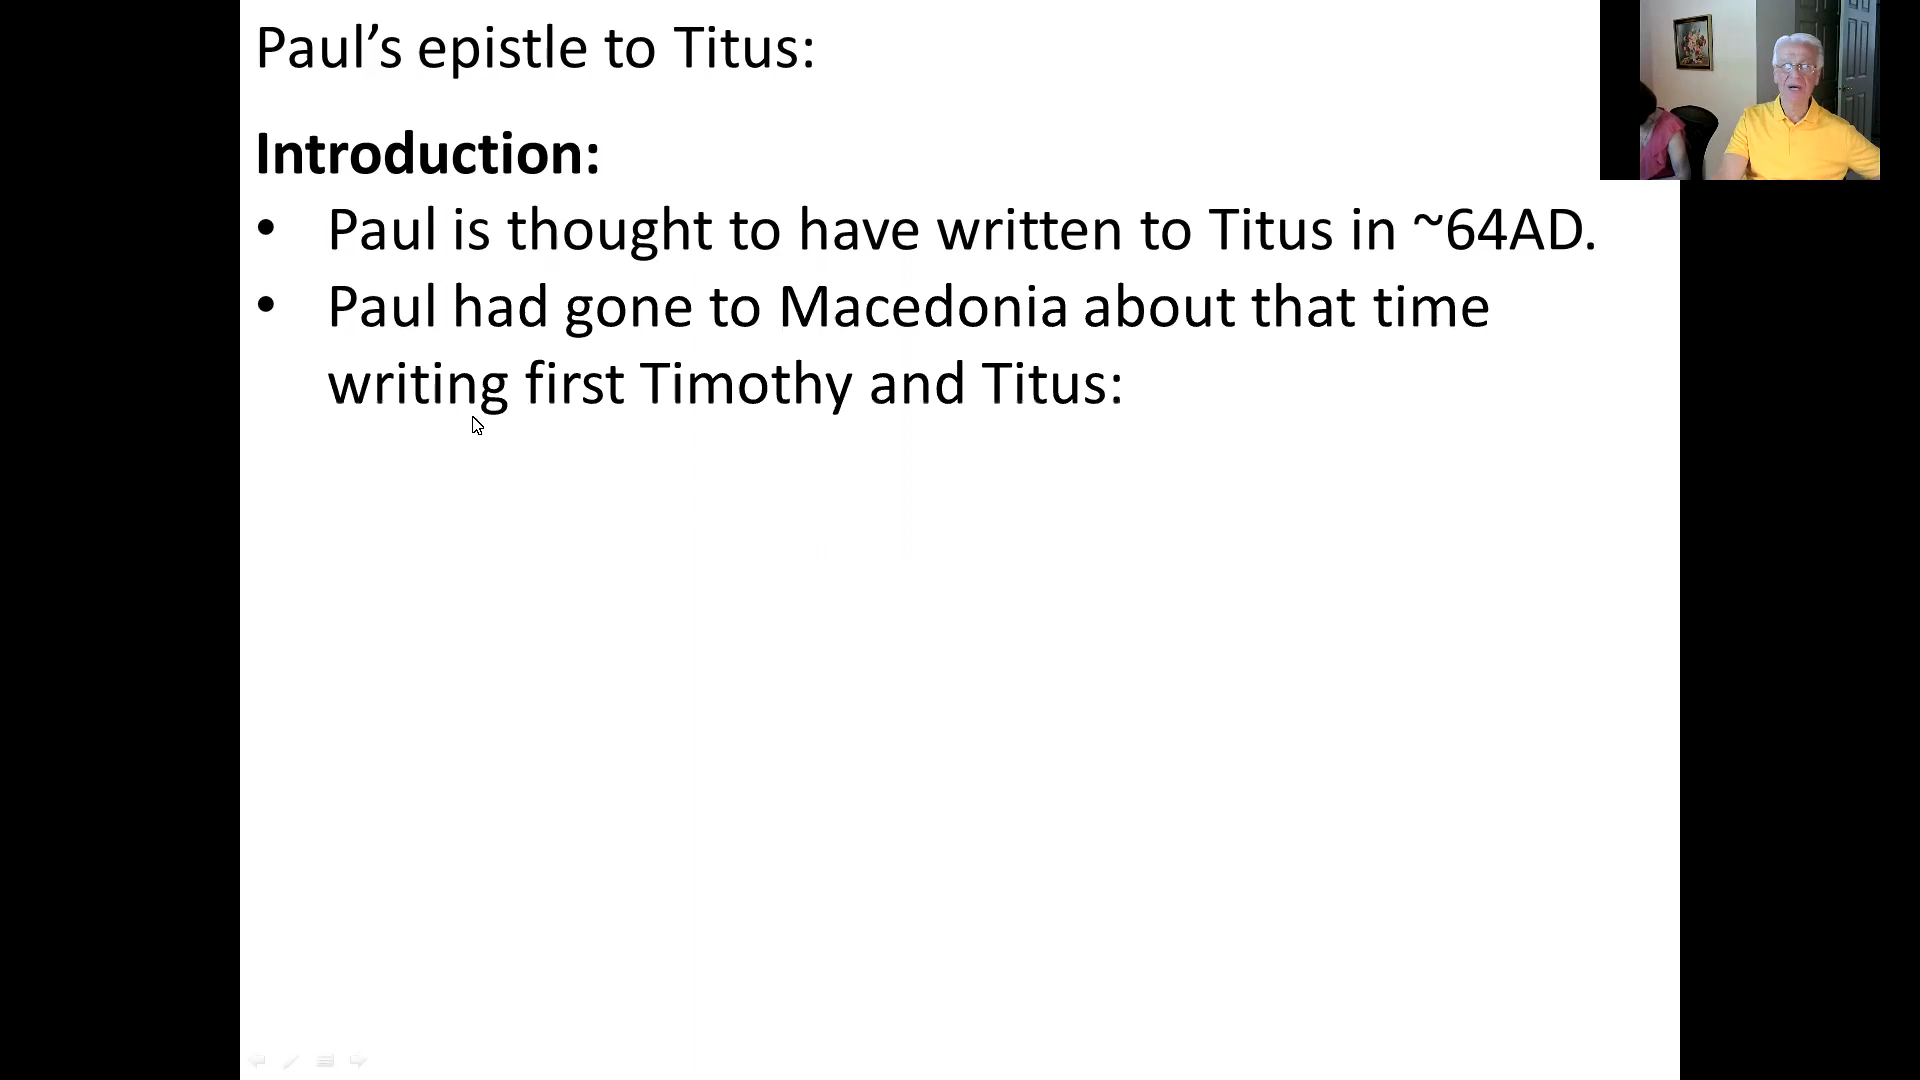 Paul’s epistle to Titus:
Introduction:
• Paul is thought to have written to Titus in ~64AD.
• Paul had gone to Macedonia about that time
writing first Timothy and Titus: